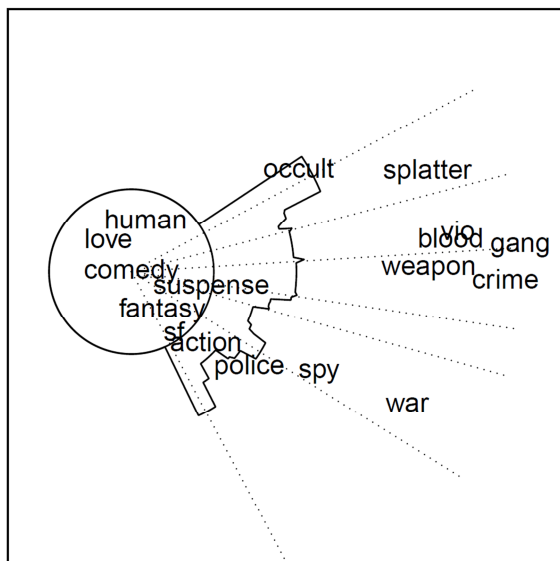 occult
splatter
human
love
vio
blood
gang
comedy
weapon
crime
suspense
fantasy
sf
action
police
spy
war